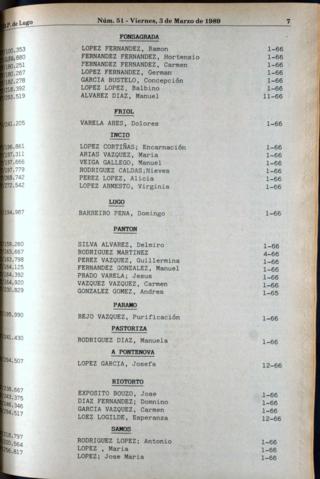 B.O.P. de Lugo Núm. 51 - Viernes, 3 de Marzo de 1989 7
FONSAGRADA
LOPEZ FERNANDEZ, Ramon 1-66
FERNANDEZ FERNANDEZ, Hortensio 1-66
FERNANDEZ FERNANDEZ, Carmen 1-66
LOPEZ FERNANDEZ, German 1-66
GARCIA BUSTELO, Concepción 1-66
LOPEZ LOPEZ, Balbino 1-66
ALVAREZ DIAZ, Manuel 11-66
FRIOL
VARELA ARES, Dolores 1-66
INCIO
LOPEZ CORTIÑAS; Encarnación 1-66
ARIAS VAZQUEZ, Maria 1-66
VEIGA GALLEGO, Manuel 1-66
RODRIGUEZ CALDAS;Nieves 1-66
PEREZ LOPEZ, Alicia 1-66
LOPEZ ARMESTO, Virginia 1-66
LUGO
BARBEIRO PENA, Domingo 1-66
PANTON
SILVA ALVAREZ, Delmiro 1-66
RODRIGUEZ MARTINEZ 4-66
PEREZ VAZQUEZ, Guillermina 1-66
FERNANDEZ GONZALEZ, Manuel 1-66
PRADO VARELA; Jesus 1-66
VAZQUEZ VAZQUEZ, Carmen 1-66
GONZALEZ GOMEZ, Andrea 1-65
PARAMO
REJO VAZQUEZ, Purificación 1-66
PASTORIZA
RODRIGUEZ DIAZ, Manuela 1-66
A PONTENOVA
LOPEZ GARCIA, Josefa 12-66
RIOTORTO
EXPOSITO BOUZO, Jose 1-66
DIAZ FERNANDEZ; Domnino 1-66
GARCIA VAZQUEZ, Carmen 1-66
LOEZ LOGILDE, Esperanza 12-66
SAMOS
RODRIGUEZ LOPEZ; Antonio 1-66
LOPEZ , Maria 1-66
LOPEZ; Jose Maria 1-66